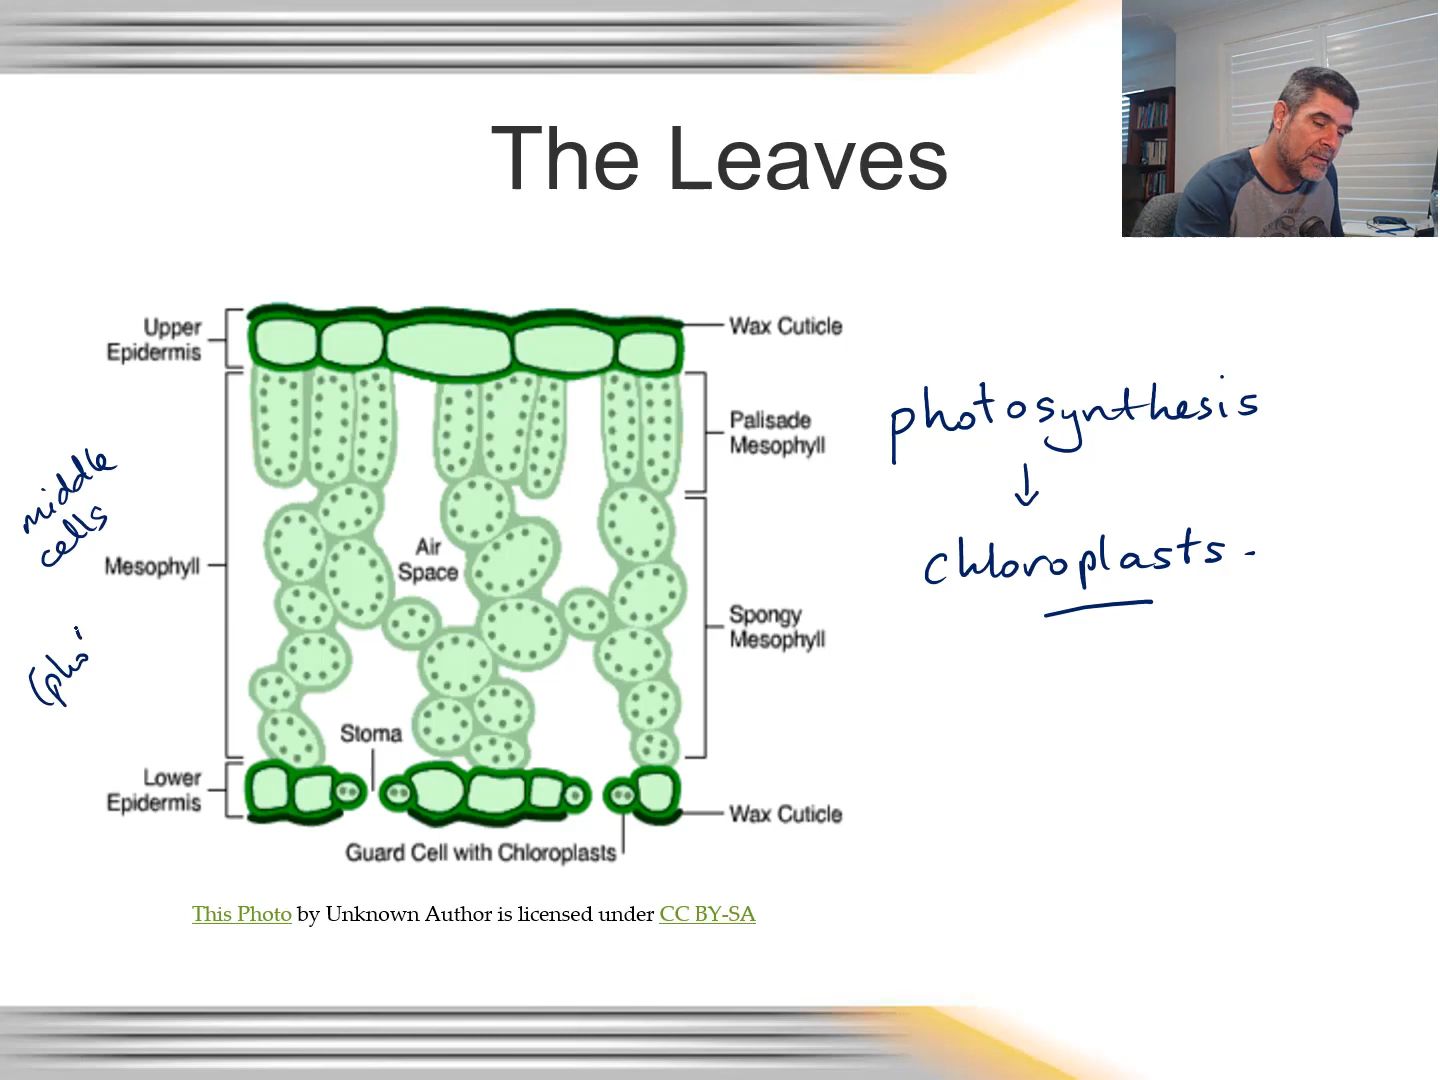 The Leaves
Upper
Epidermis
Wax Cuticle
Palisade
Mesophyll
photosynthesis
↓
chloroplasts.
middle
cells
Mesophyll
Air
Space
Spongy
Mesophyll
(pho
Stoma
Lower
Epidermis
Wax Cuticle
Guard Cell with Chloroplasts
This Photo by Unknown Author is licensed under CC BY-SA